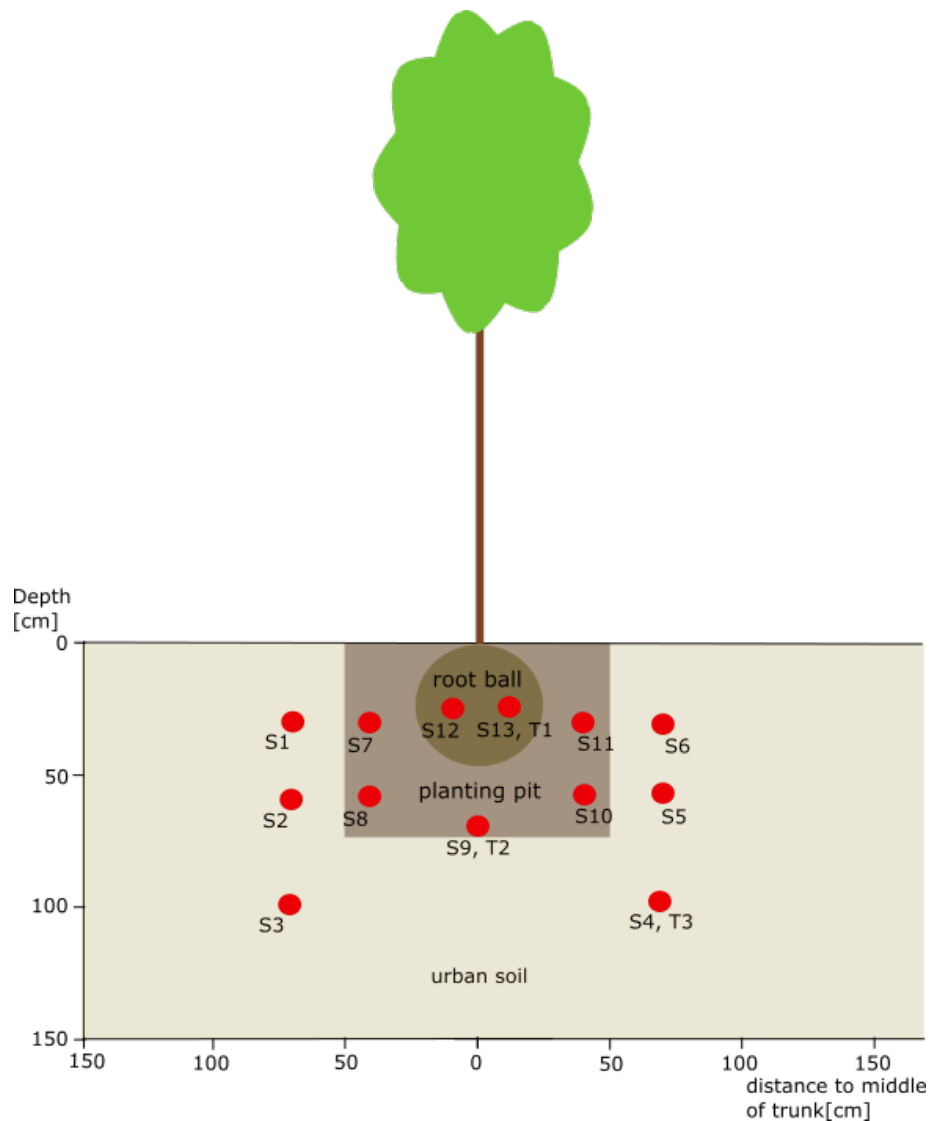 Depth
[cm]
0
root ball
S12
S13, T1
S1
S7
S11
S6
50
planting pit
S2
S8
S10
S5
S9, T2
100
S3
S4, T3
urban soil
150
150
100
50
0
50
100
150
distance to middle
of trunk[cm]